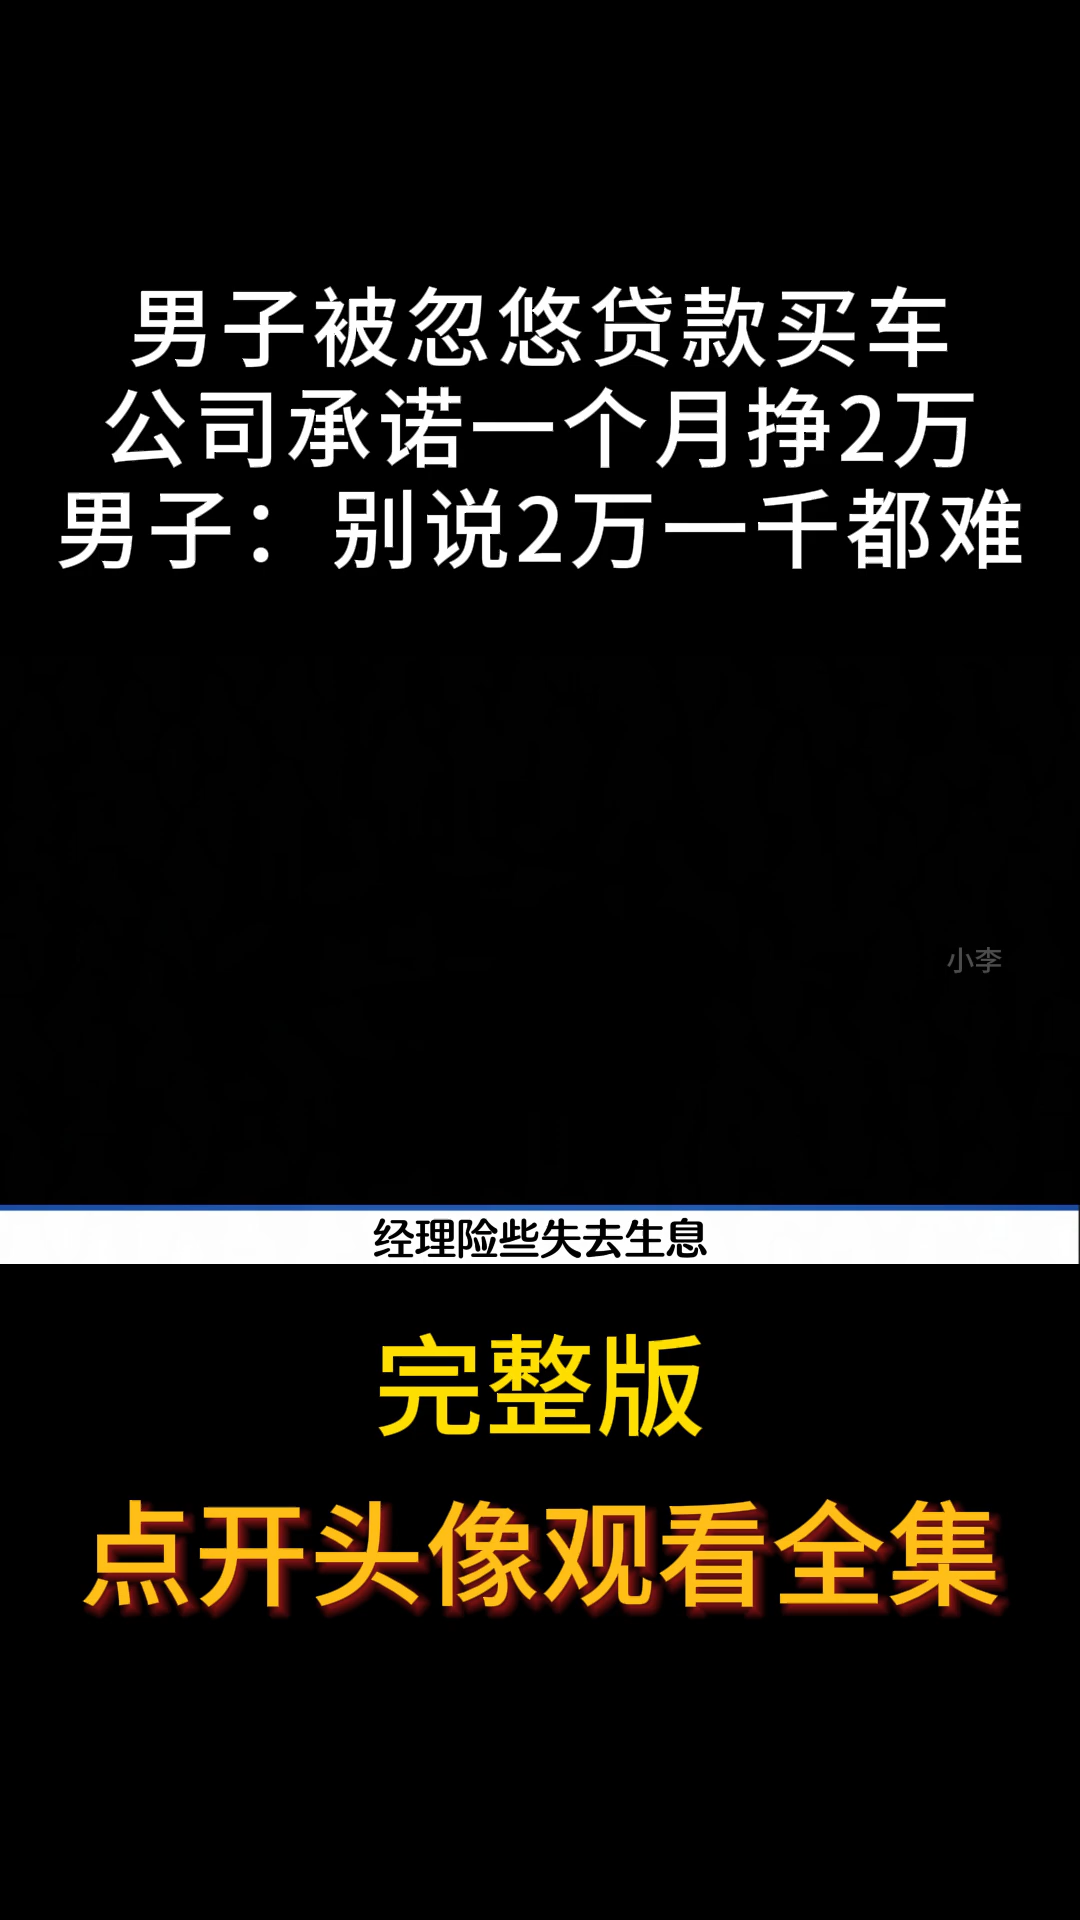 男子被忽悠贷款买车
公司承诺一个月挣2万
男子：别说2万一千都难
小李
经理险些失去生息
完整版
点开头像观看全集